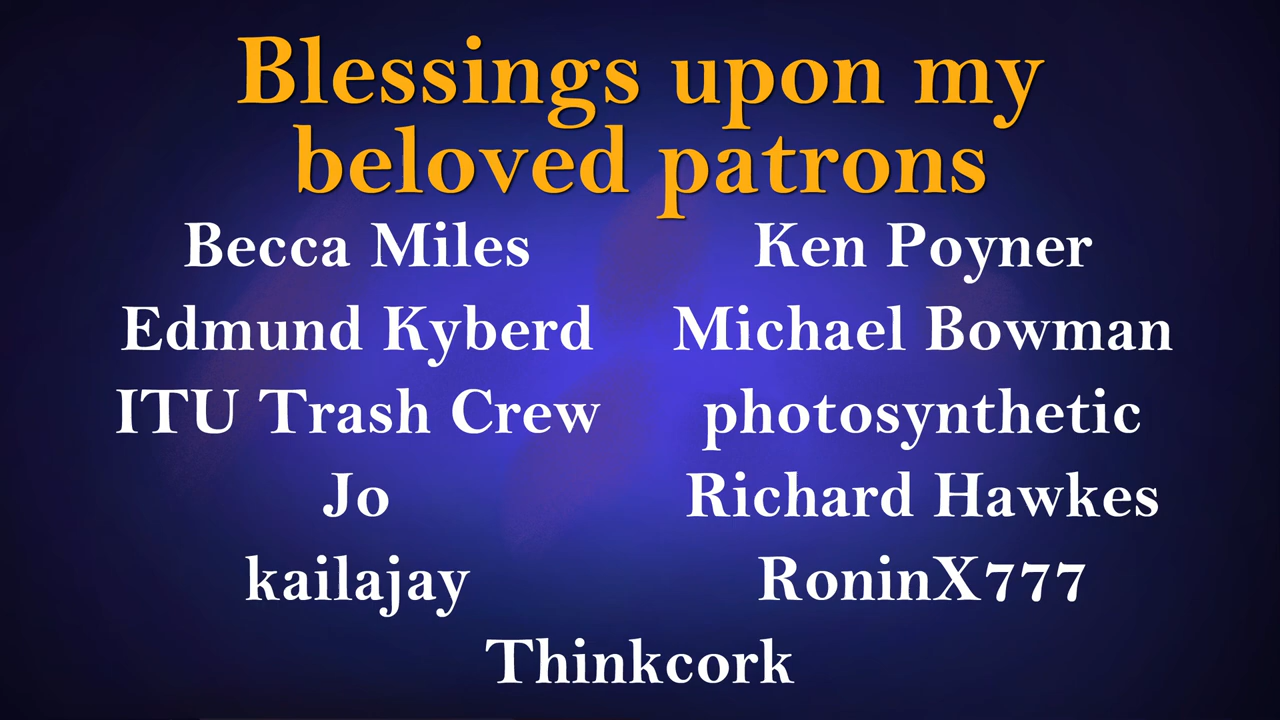 Blessings upon my
beloved patrons
Becca Miles
Edmund Kyberd
ITU Trash Crew
Jo
kailajay
Ken Poyner
Michael Bowman
photosynthetic
Richard Hawkes
RoninX777
Thinkcork